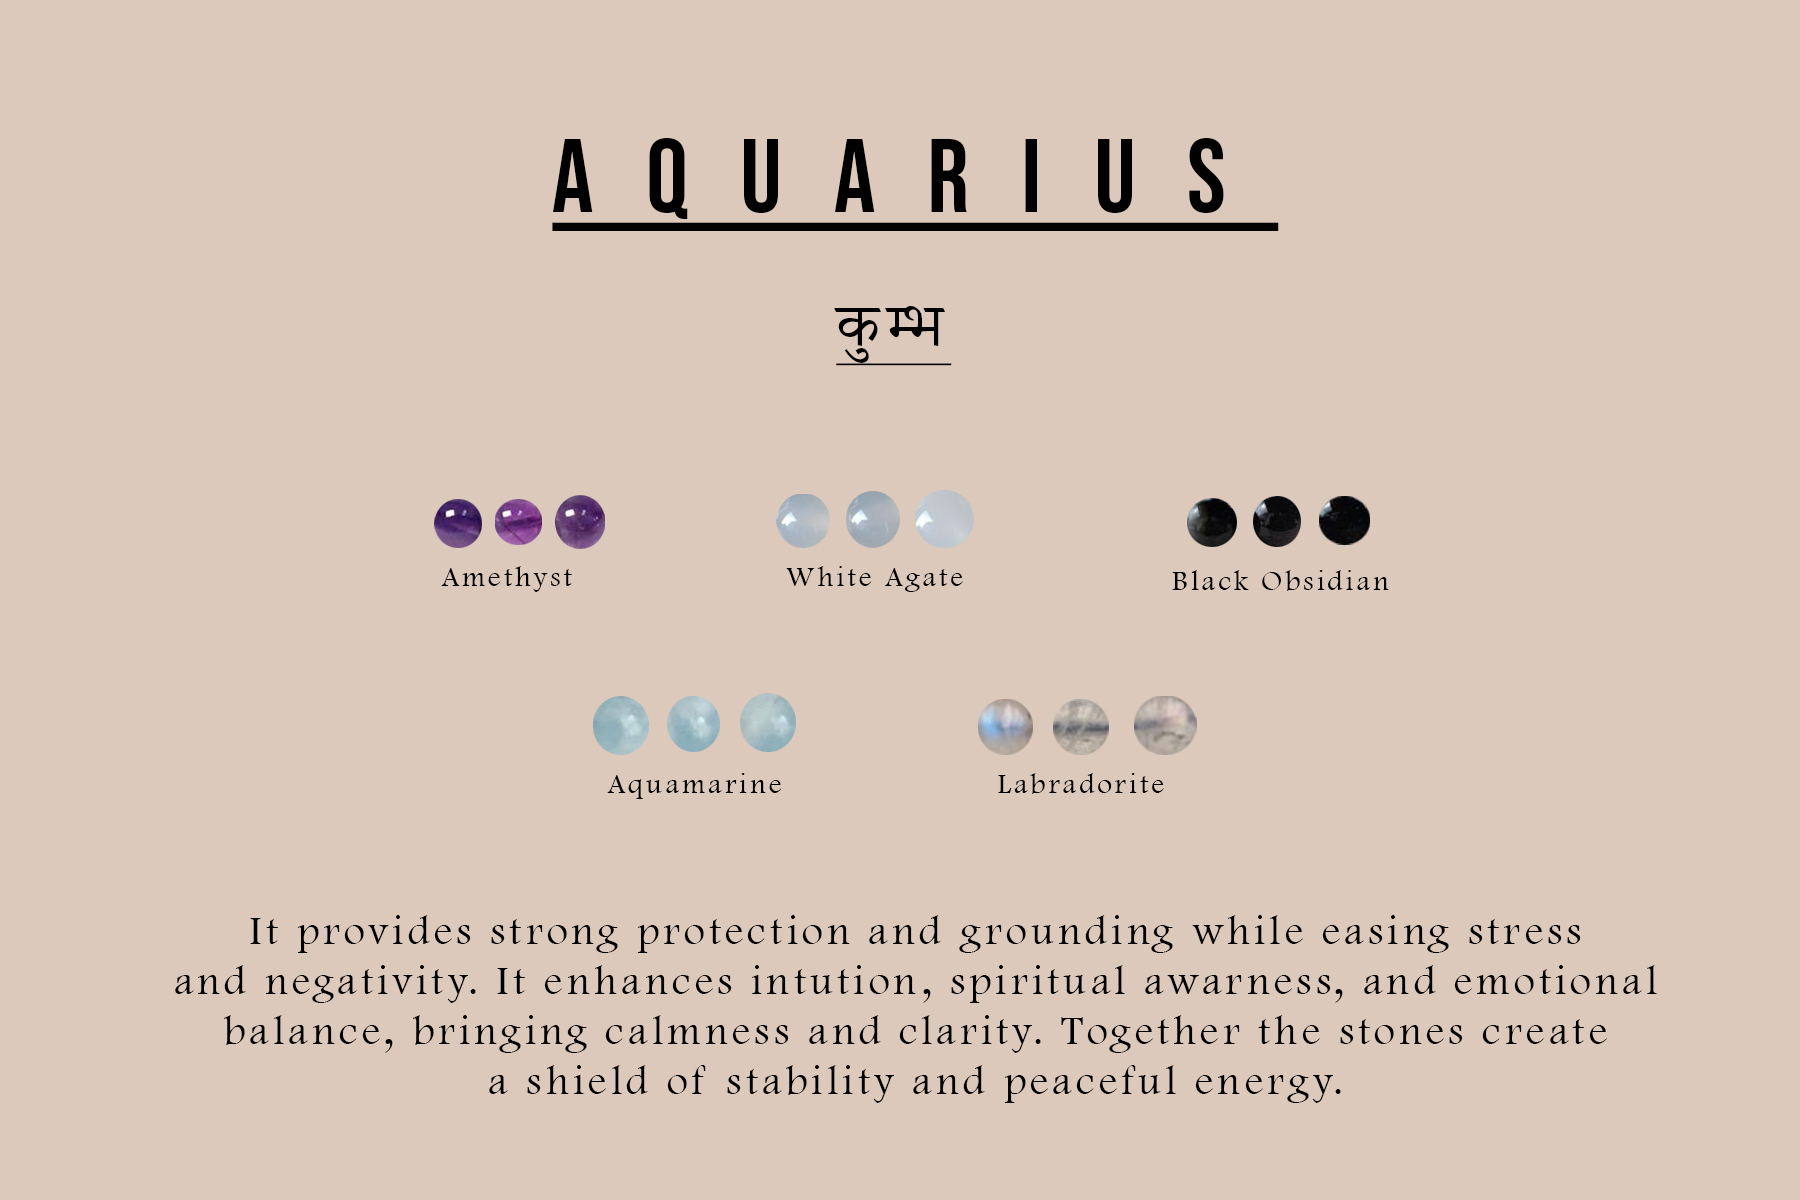 AQUARIUS
कुम्भ
Amethyst
White Agate
Black Obsidian
Aquamarine
Labradorite
It provides strong protection and grounding while easing stress
and negativity. It enhances intution, spiritual awarness, and emotional
balance, bringing calmness and clarity. Together the stones create
a shield of stability and peaceful energy.